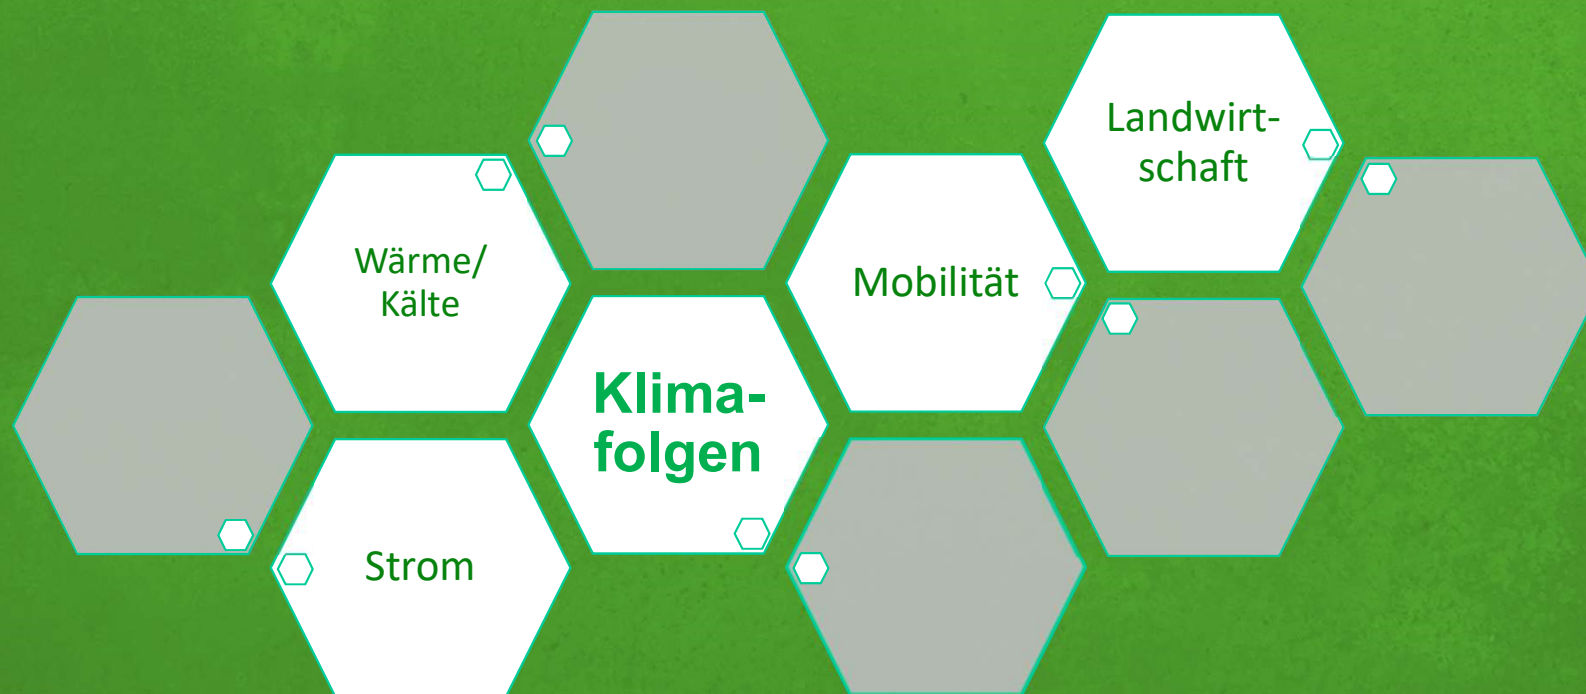 Landwirt-
schaft
Wärme/
Kälte
Mobilität
Klima-
folgen
Strom